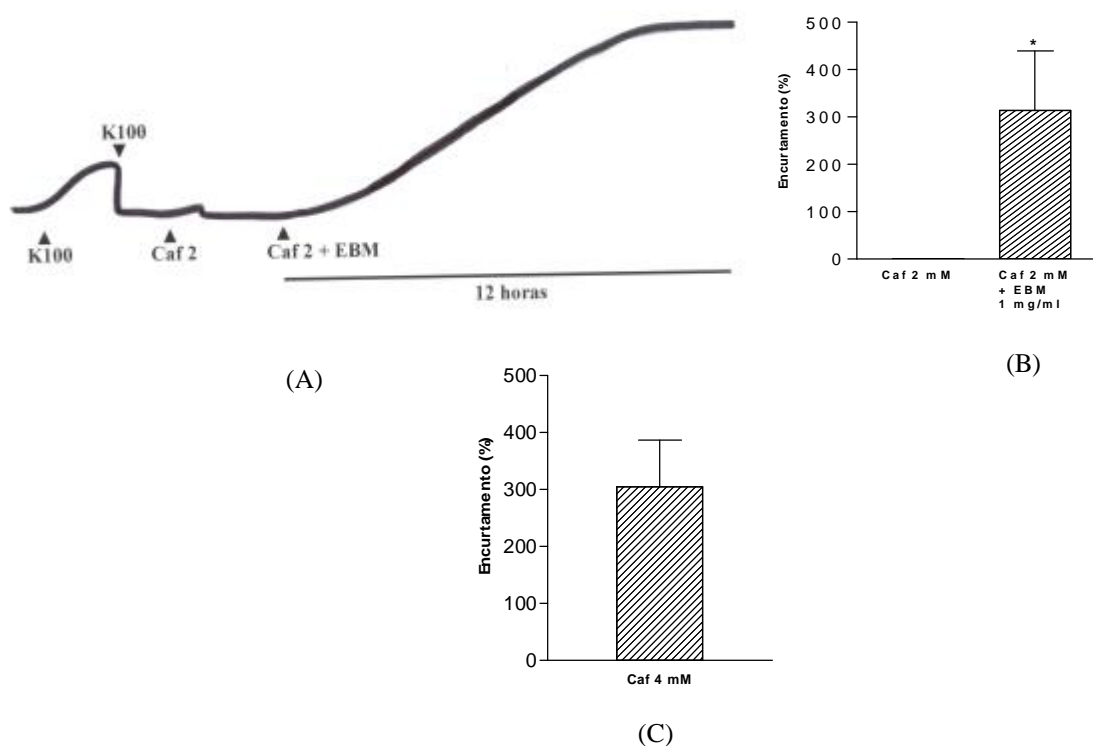 K100
K100
Caf 2
Caf 2 + EBM
12 horas
(A)
Encurtamento (%)
500
400
300
200
100
0
Caf 2 mM
Caf 2 mM
+ EBM
1 mg/ml
*
(B)
Encurtamento (%)
500
400
300
200
100
0
Caf 4 mM
(C)